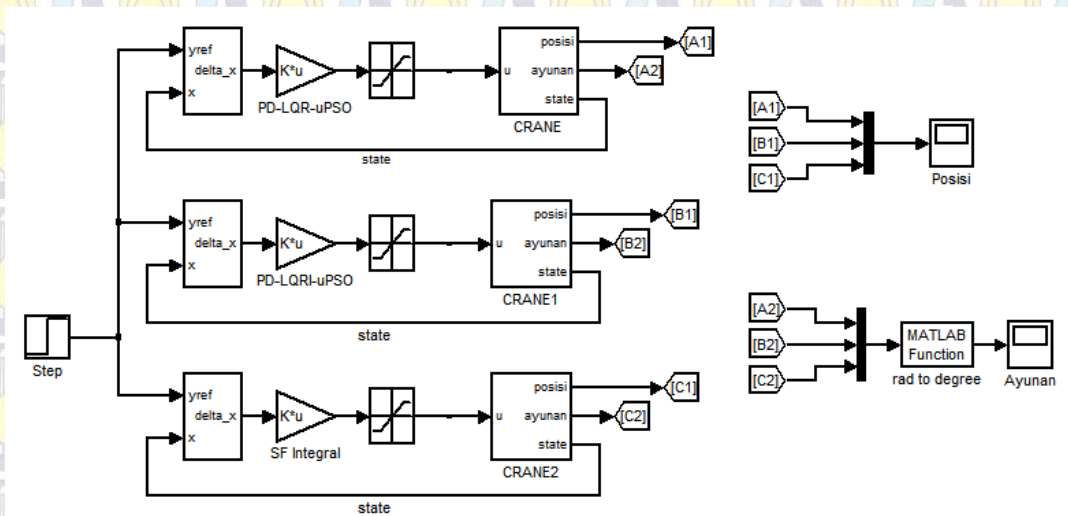 yref
delta_x
x
K*u
PD-LQR-uPSO
u
posisi
ayunan
state
CRANE
[A1]
[A2]
state
yref
delta_x
x
K*u
PD-LQRI-uPSO
u
posisi
ayunan
state
CRANE1
[B1]
[B2]
state
Step
yref
delta_x
x
K*u
SF Integral
u
posisi
ayunan
state
CRANE2
[C1]
[C2]
state
[A1]
[B1]
[C1]
Posisi
[A2]
[B2]
[C2]
MATLAB
Function
rad to degree
Ayunan